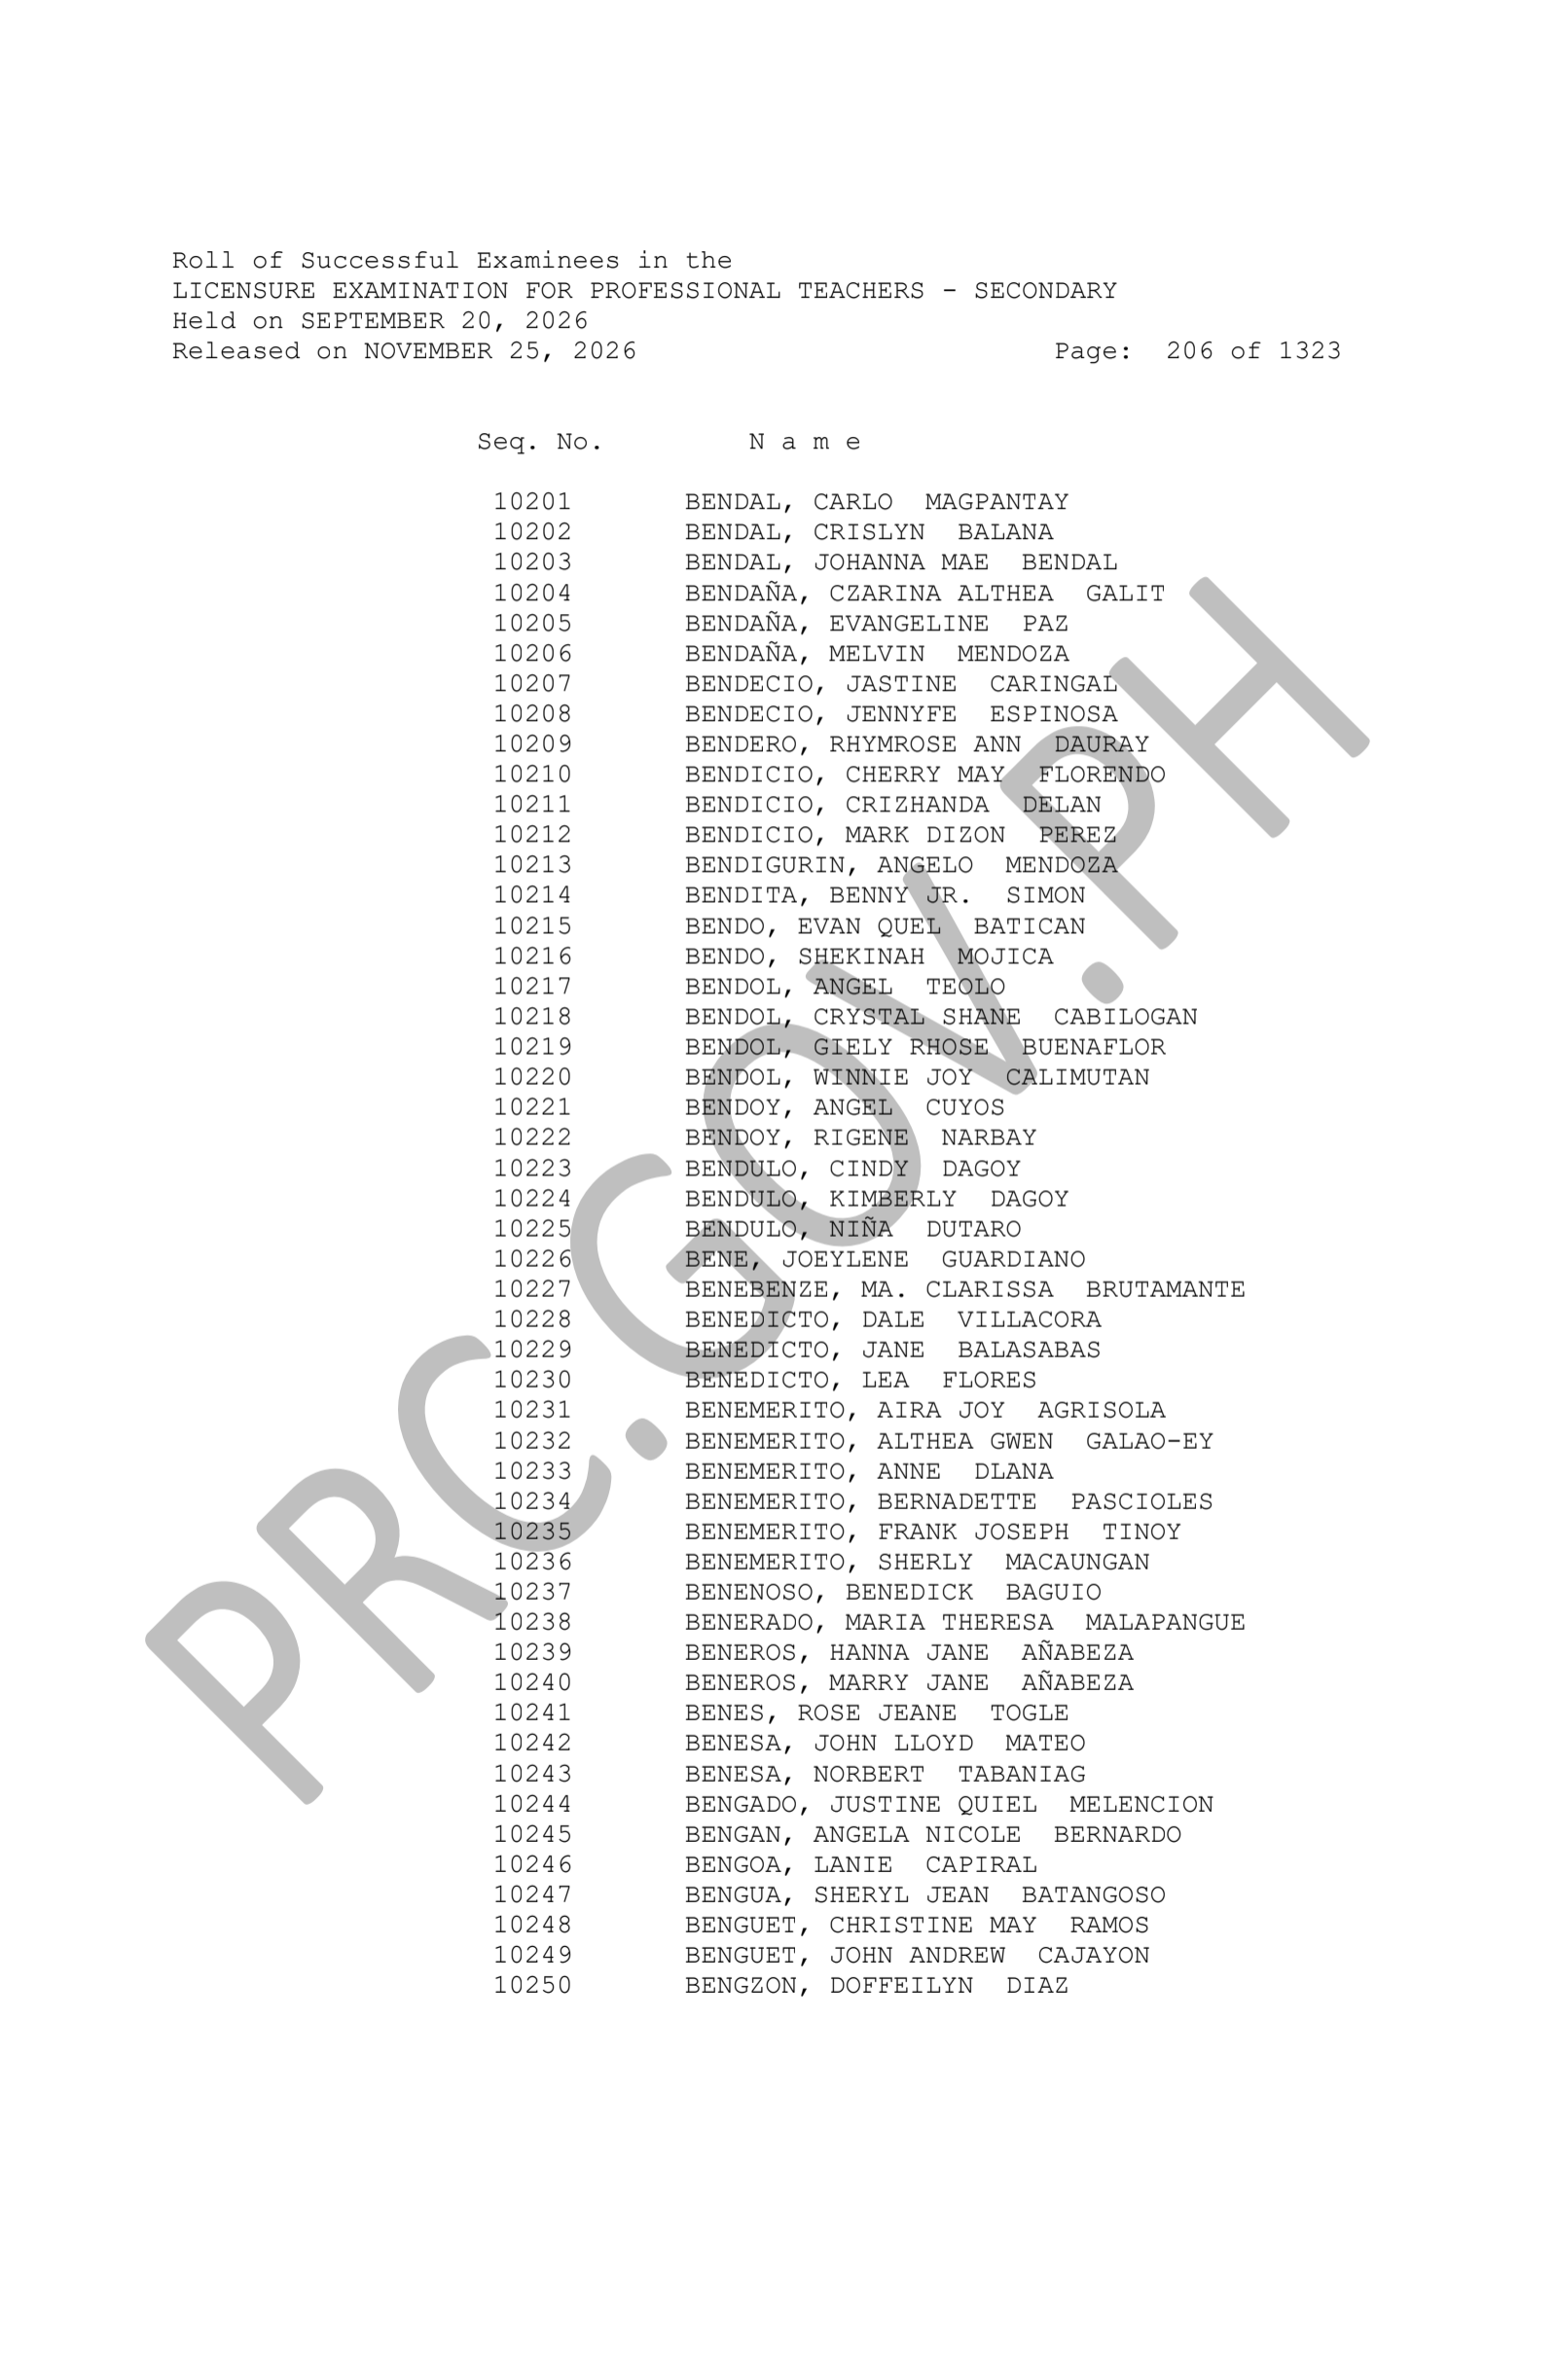 Roll of Successful Examinees in the
LICENSURE EXAMINATION FOR PROFESSIONAL TEACHERS - SECONDARY
Held on SEPTEMBER 20, 2026
Released on NOVEMBER 25, 2026 Page: 206 of 1323
Seq. No. N a m e
10201 BENDAL, CARLO MAGPANTAY
10202 BENDAL, CRISLYN BALANA
10203 BENDAL, JOHANNA MAE BENDAL
10204 BENDAÑA, CZARINA ALTHEA GALIT
10205 BENDAÑA, EVANGELINE PAZ
10206 BENDAÑA, MELVIN MENDOZA
10207 BENDECIO, JASTINE CARINGAL
10208 BENDECIO, JENNYFE ESPINOSA
10209 BENDERO, RHYMROSE ANN DAURAY
10210 BENDICIO, CHERRY MAY FLORENDO
10211 BENDICIO, CRIZHANDA DELAN
10212 BENDICIO, MARK DIZON PEREZ
10213 BENDIGURIN, ANGELO MENDOZA
10214 BENDITA, BENNY JR. SIMON
10215 BENDO, EVAN QUEL BATICAN
10216 BENDO, SHEKINAH MOJICA
10217 BENDOL, ANGEL TEOLO
10218 BENDOL, CRYSTAL SHANE CABILOGAN
10219 BENDOL, GIELY RHOSE BUENAFLOR
10220 BENDOL, WINNIE JOY CALIMUTAN
10221 BENDOY, ANGEL CUYOS
10222 BENDOY, RIGENE NARBAY
10223 BENDULO, CINDY DAGOY
10224 BENDULO, KIMBERLY DAGOY
10225 BENDULO, NIÑA DUTARO
10226 BENE, JOEYLENE GUARDIANO
10227 BENEBENZE, MA. CLARISSA BRUTAMANTE
10228 BENEDICTO, DALE VILLACORA
10229 BENEDICTO, JANE BALASABAS
10230 BENEDICTO, LEA FLORES
10231 BENEMERITO, AIRA JOY AGRISOLA
10232 BENEMERITO, ALTHEA GWEN GALAO-EY
10233 BENEMERITO, ANNE DLANA
10234 BENEMERITO, BERNADETTE PASCIOLES
10235 BENEMERITO, FRANK JOSEPH TINOY
10236 BENEMERITO, SHERLY MACAUNGAN
10237 BENENOSO, BENEDICK BAGUIO
10238 BENERADO, MARIA THERESA MALAPANGUE
10239 BENEROS, HANNA JANE AÑABEZA
10240 BENEROS, MARRY JANE AÑABEZA
10241 BENES, ROSE JEANE TOGLE
10242 BENESA, JOHN LLOYD MATEO
10243 BENESA, NORBERT TABANIAG
10244 BENGADO, JUSTINE QUIEL MELENCION
10245 BENGAN, ANGELA NICOLE BERNARDO
10246 BENGOA, LANIE CAPIRAL
10247 BENGUA, SHERYL JEAN BATANGOSO
10248 BENGUET, CHRISTINE MAY RAMOS
10249 BENGUET, JOHN ANDREW CAJAYON
10250 BENGZON, DOFFEILYN DIAZ
PRC.GOV.PH